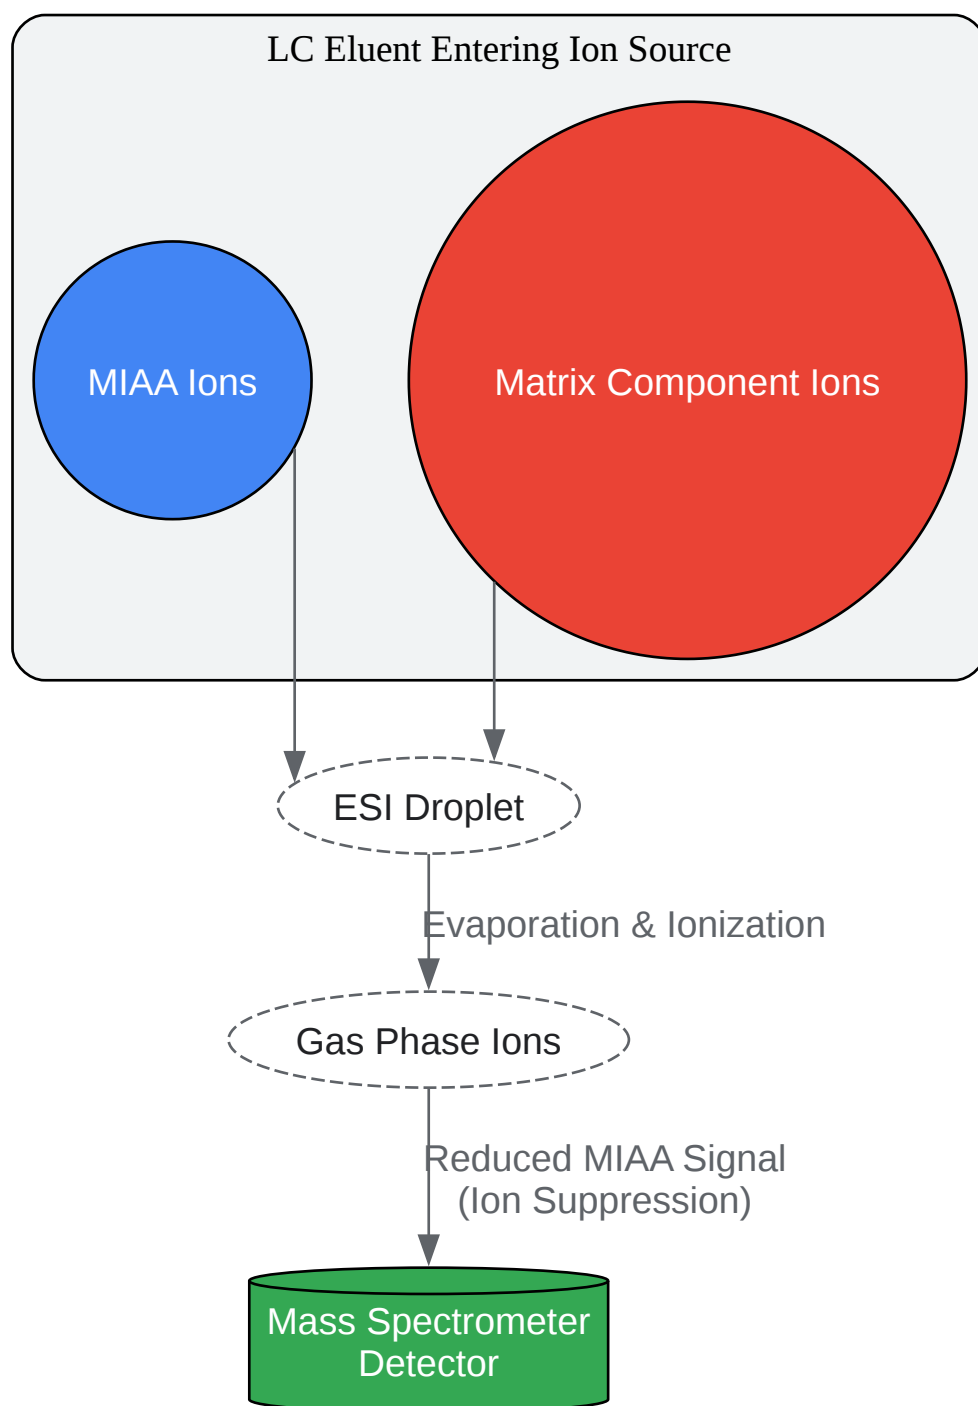 LC Eluent Entering Ion Source
MIAA Ions
Matrix Component Ions
ESI Droplet
Evaporation & Ionization
Gas Phase Ions
Reduced MIAA Signal
(Ion Suppression)
Mass Spectrometer
Detector